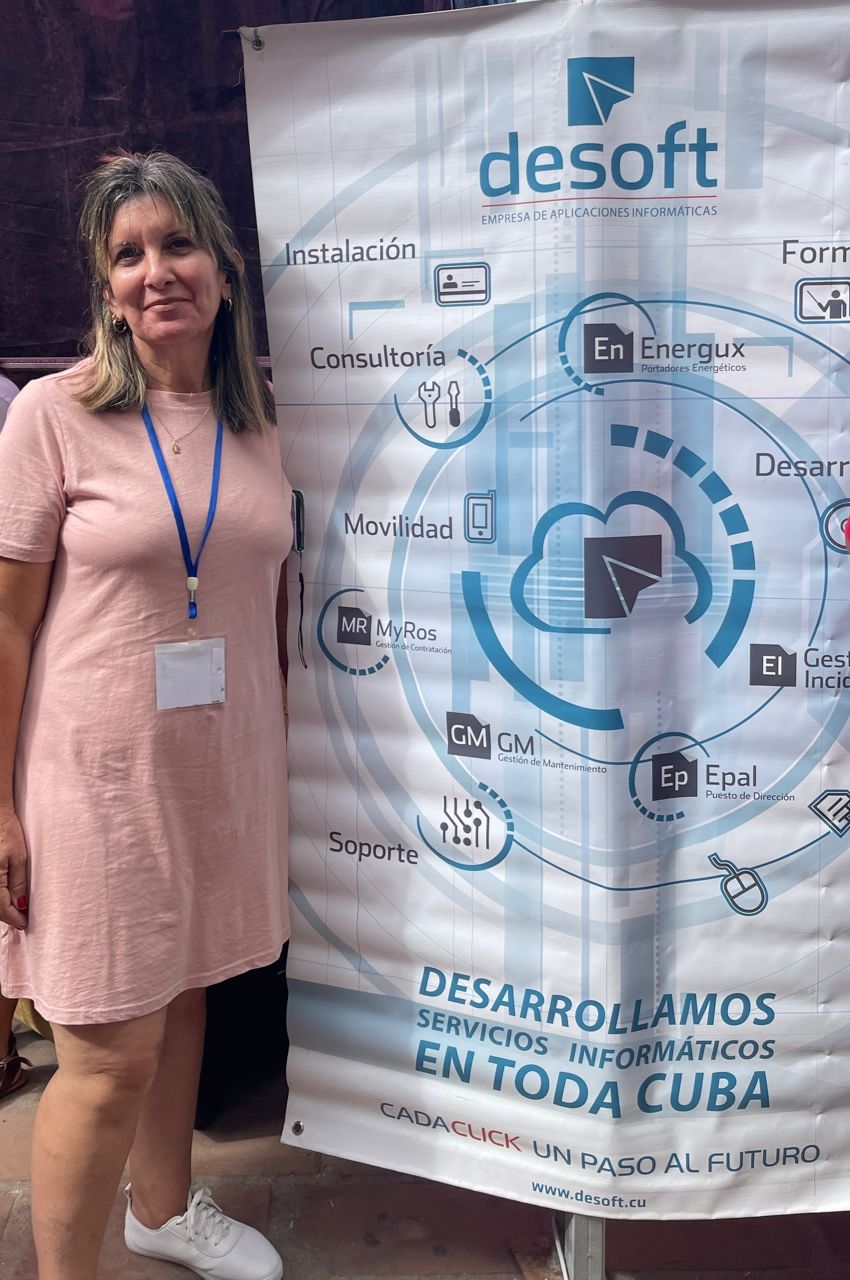 desoft
EMPRESA DE APLICACIONES INFORMÁTICAS
Instalación
Consultoría
En Energux
Portadores Energéticos
Movilidad
MR MyRos
Gestión de Contratación
EI
GM GM
Gestión de Mantenimiento
Ep Epal
Puesto de Dirección
Soporte
DESARROLLAMOS
SERVICIOS INFORMÁTICOS
EN TODA CUBA
CADACLICK UN PASO AL FUTURO
www.desoft.cu